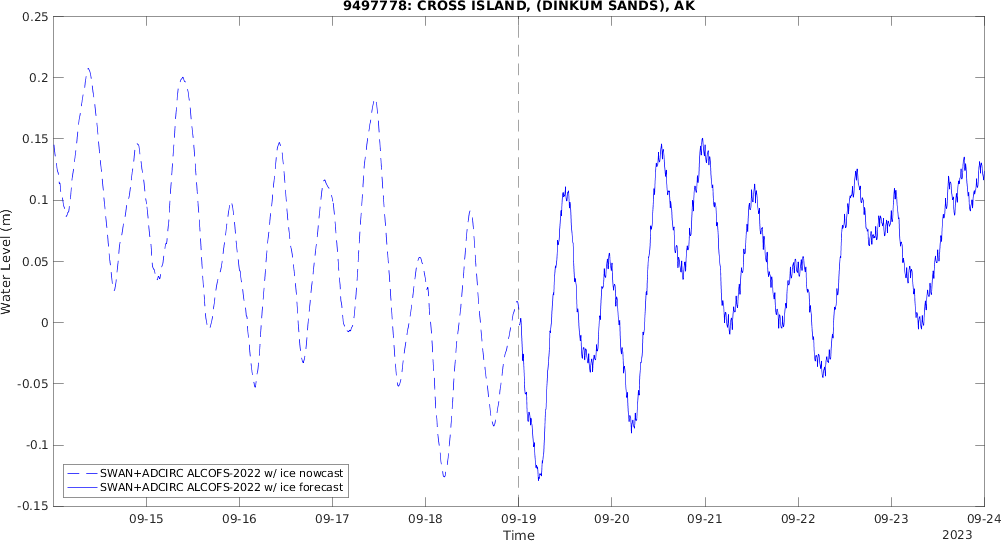 9497778: CROSS ISLAND, (DINKUM SANDS), AK
0.25
0.2
0.15
0.1
0.05
0
-0.05
-0.1
-0.15
Water Level (m)
SWAN+ADCIRC ALCOFS-2022 w/ ice nowcast
SWAN+ADCIRC ALCOFS-2022 w/ ice forecast
09-15 09-16 09-17 09-18 09-19 09-20 09-21 09-22 09-23 09-24
Time
2023